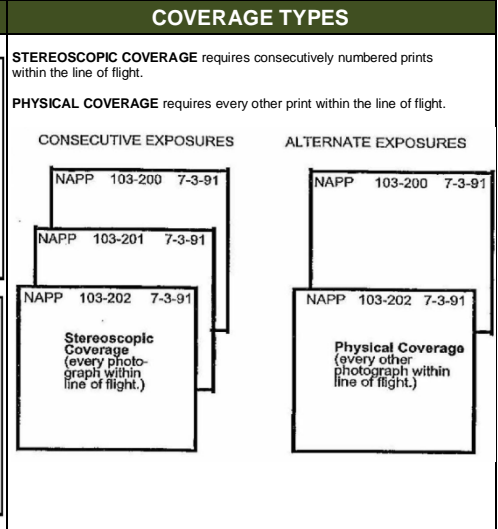 COVERAGE TYPES
STEREOSCOPIC COVERAGE requires consecutively numbered prints
within the line of flight.
PHYSICAL COVERAGE requires every other print within the line of flight.
CONSECUTIVE EXPOSURES
NAPP 103-200 7-3-91
NAPP 103-201 7-3-91
NAPP 103-202 7-3-91
Stereoscopic
Coverage
(every photo-
graph within
line of flight.)
ALTERNATE EXPOSURES
NAPP 103-200 7-3-91
NAPP 103-202 7-3-91
Physical Coverage
(every other
photograph within
line of flight.)